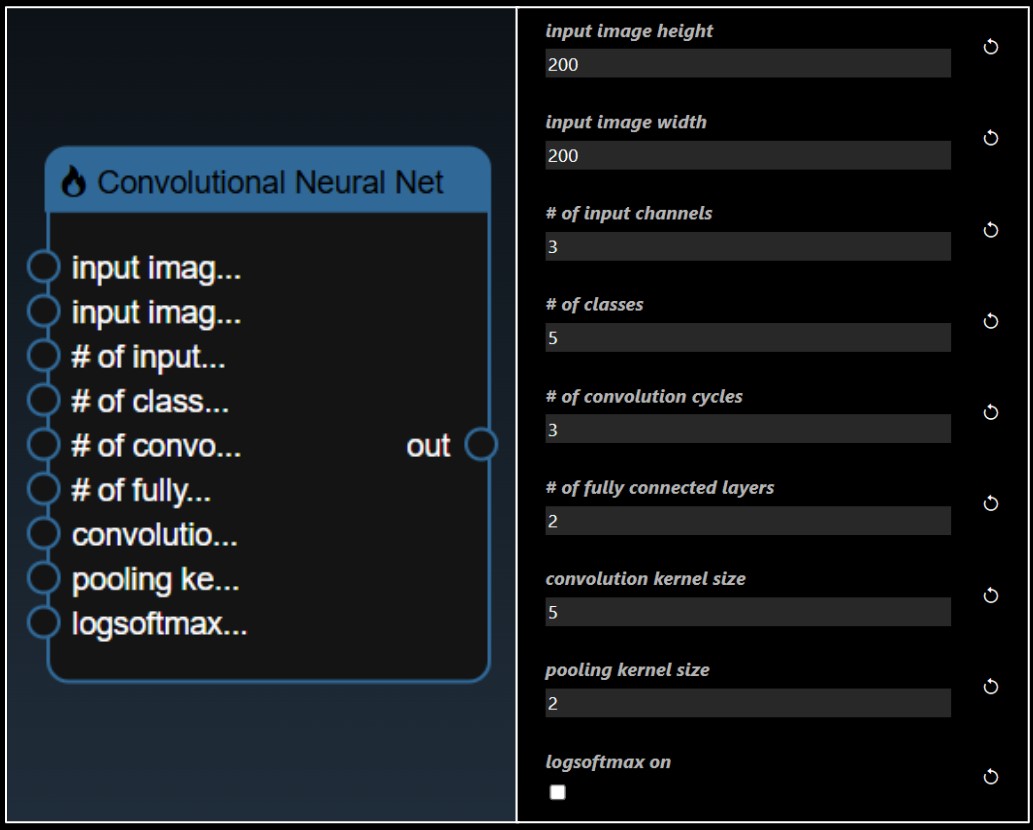 Convolutional Neural Net
input imag...
input imag...
# of input...
# of class...
# of convo...
out
# of fully...
convolutio...
pooling ke...
logsoftmax...
input image height
200
input image width
200
# of input channels
3
# of classes
5
# of convolution cycles
3
# of fully connected layers
2
convolution kernel size
5
pooling kernel size
2
logsoftmax on